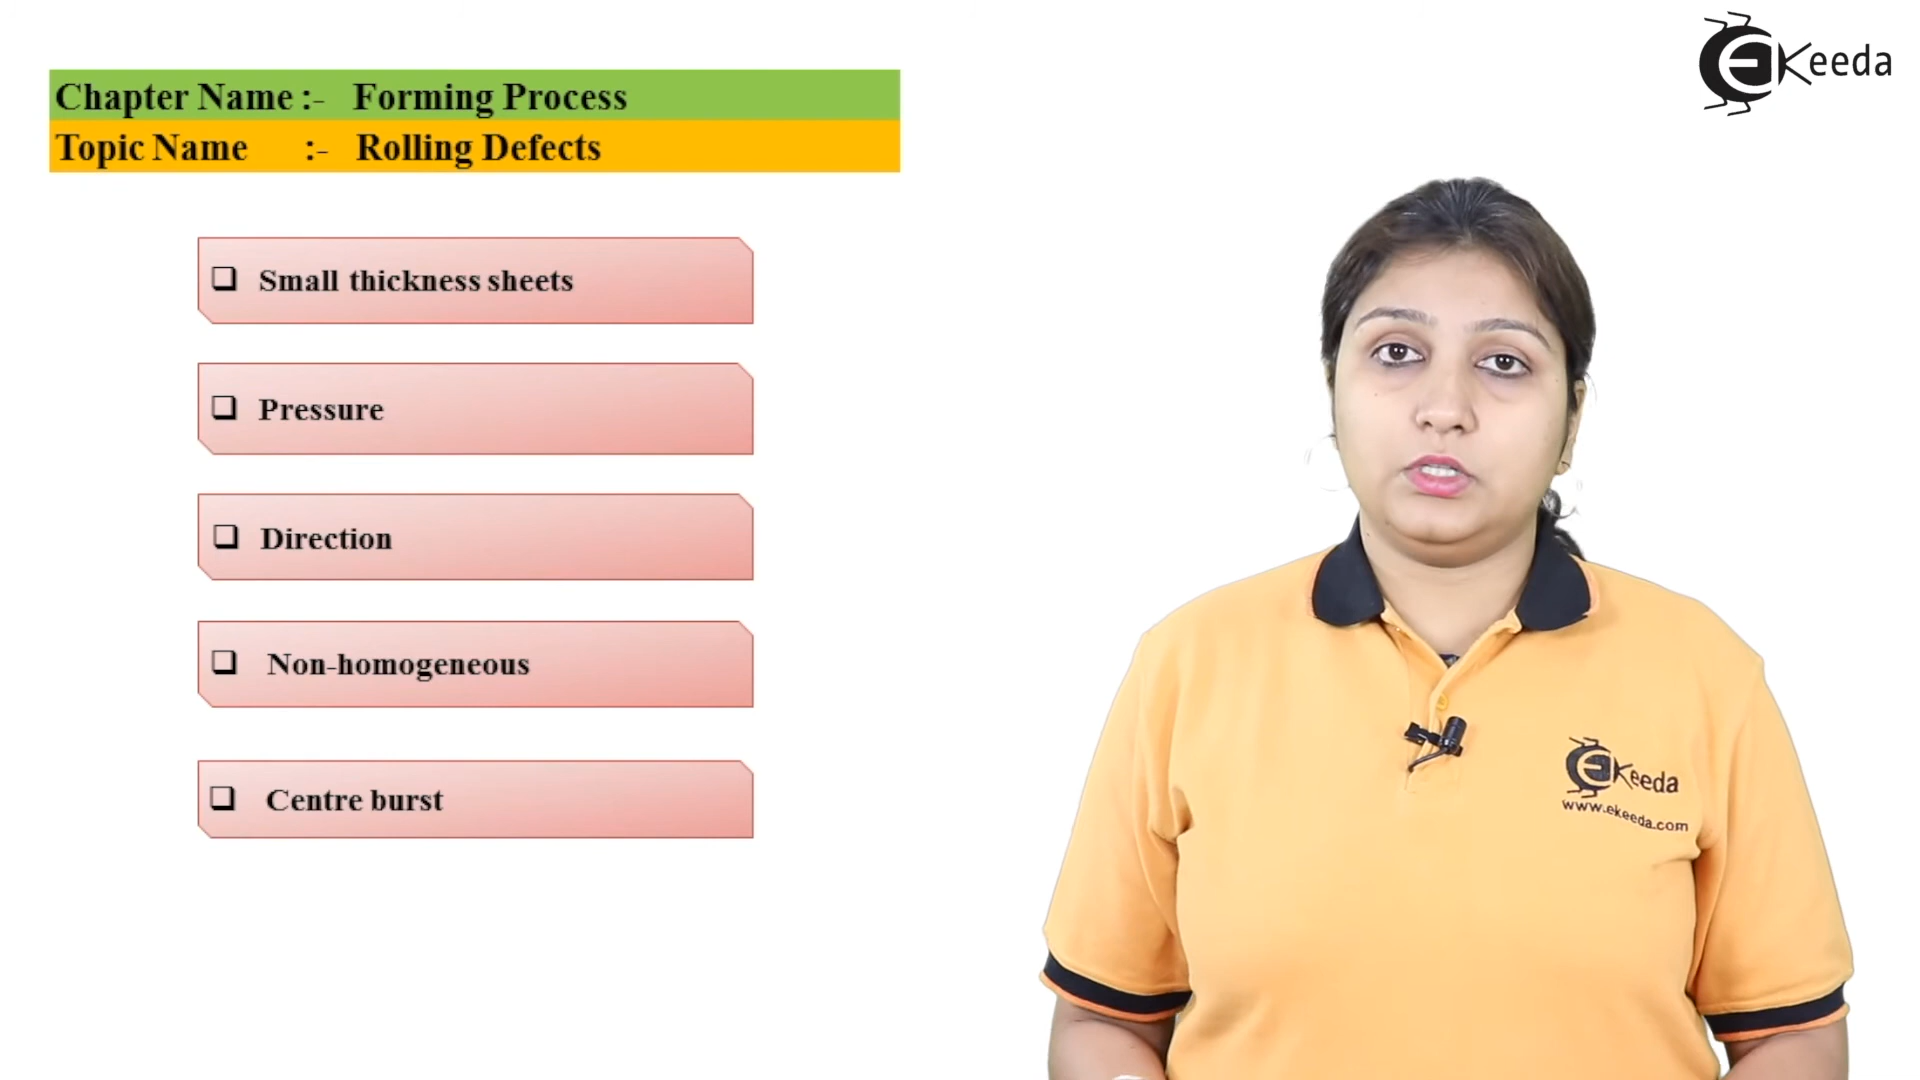 Keeda
Chapter Name :- Forming Process
Topic Name :- Rolling Defects
Small thickness sheets
Pressure
Direction
Non-homogeneous
Centre burst
Keeda
www.ekeeda.com